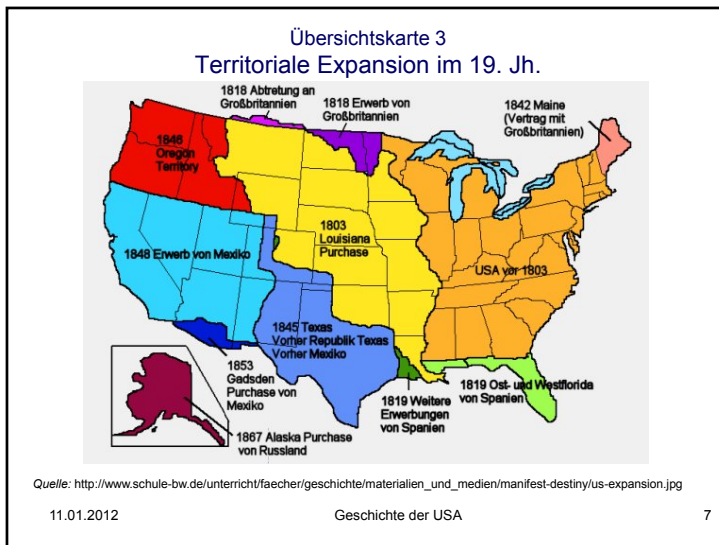 Übersichtskarte 3
Territoriale Expansion im 19. Jh.
1818 Abtretung an
Großbritannien
1818 Erwerb von
Großbritannien
1842 Maine
(Vertrag mit
Großbritannien)
1846
Oregon
Territory
1803
Louisiana
Purchase
1848 Erwerb von Mexiko
USA vor 1803
1845 Texas
Vorher Republik Texas
Vorher Mexiko
1853
Gadsden
Purchase von
Mexiko
1819 Ost- und Westflorida
von Spanien
1819 Weitere
Erwerbungen
von Spanien
1867 Alaska Purchase
von Russland
Quelle: http://www.schule-bw.de/unterricht/faecher/geschichte/materialien_und_medien/manifest-destiny/us-expansion.jpg
11.01.2012
Geschichte der USA
7